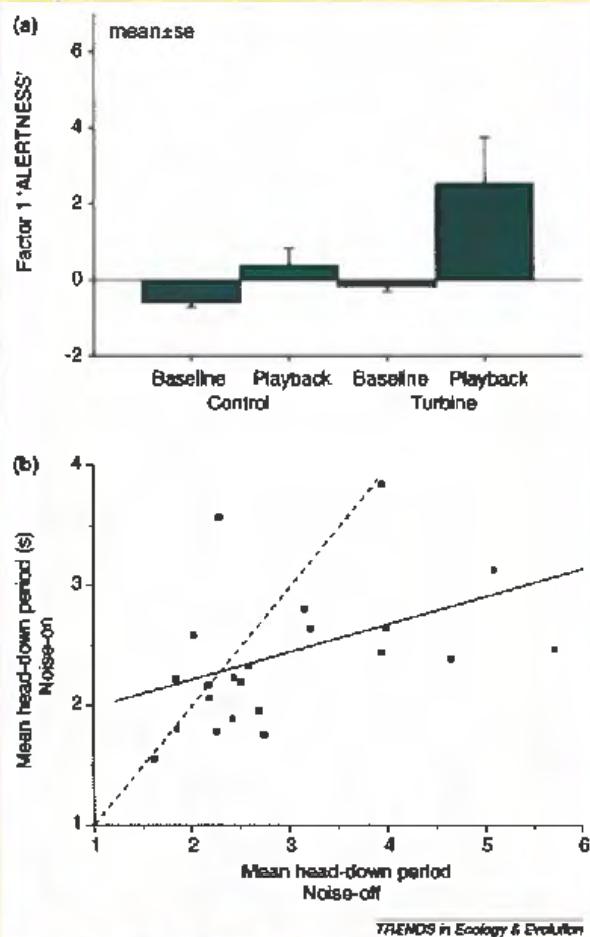 (a)
mean±se
Factor 1 'ALERTNESS'
6
4
2
0
-2
Baseline Playback Baseline Playback
Control Turbine
(b)
Mean head-down period (s)
Noise-on
4
3
2
1
1 2 3 4 5 6
Mean head-down period
Noise-off
TRENDS in Ecology & Evolution